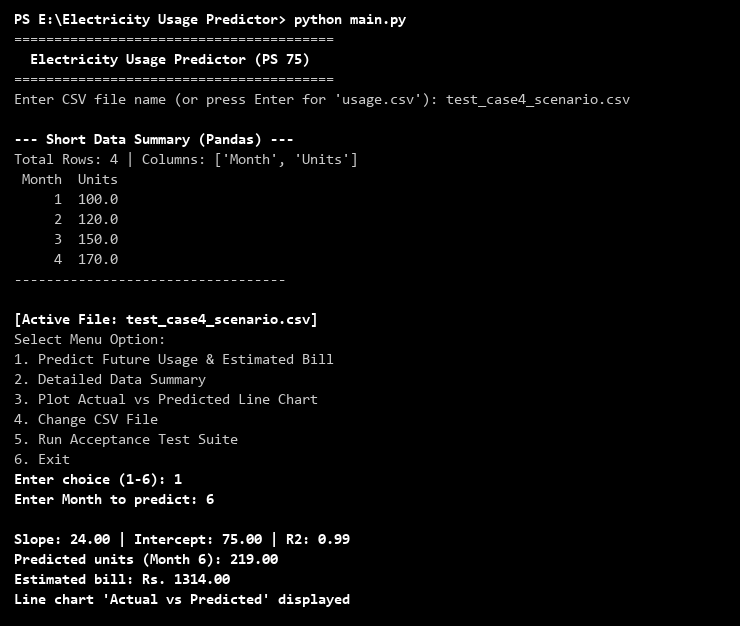 PS E:\Electricity Usage Predictor> python main.py
========================================
  Electricity Usage Predictor (PS 75)
========================================
Enter CSV file name (or press Enter for 'usage.csv'): test_case4_scenario.csv

--- Short Data Summary (Pandas) ---
Total Rows: 4 | Columns: ['Month', 'Units']
 Month  Units
     1  100.0
     2  120.0
     3  150.0
     4  170.0
----------------------------------

[Active File: test_case4_scenario.csv]
Select Menu Option:
1. Predict Future Usage & Estimated Bill
2. Detailed Data Summary
3. Plot Actual vs Predicted Line Chart
4. Change CSV File
5. Run Acceptance Test Suite
6. Exit
Enter choice (1-6): 1
Enter Month to predict: 6

Slope: 24.00 | Intercept: 75.00 | R2: 0.99
Predicted units (Month 6): 219.00
Estimated bill: Rs. 1314.00
Line chart 'Actual vs Predicted' displayed